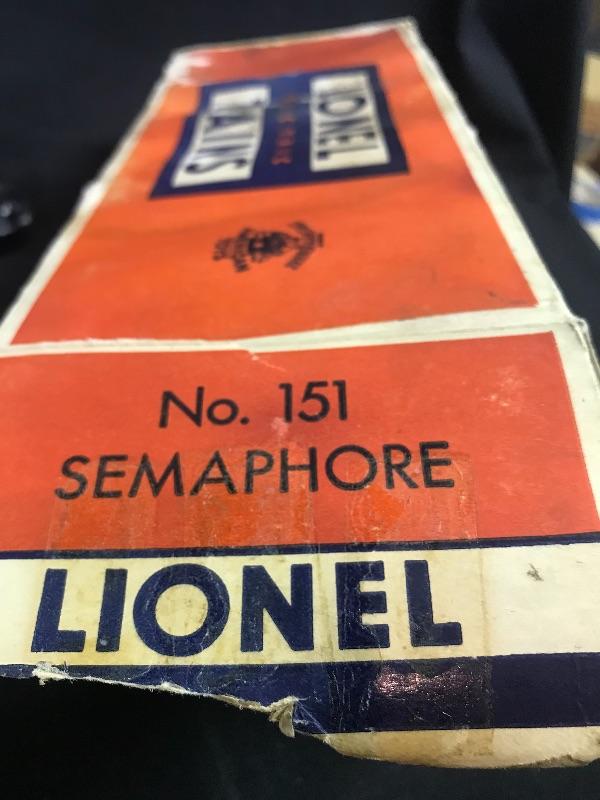 LIONEL
TRAINS
No. 151
SEMAPHORE
LIONEL